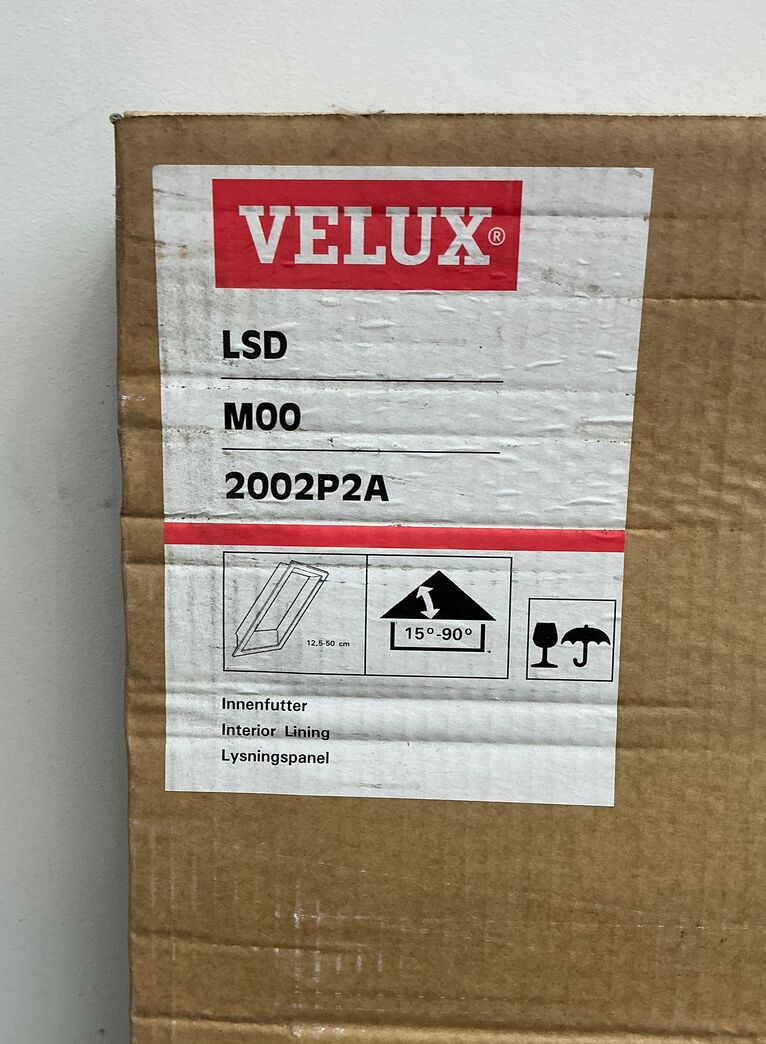 VELUX®
LSD
M00
2002P2A
12,5-50 cm
15°-90°
Innenfutter
Interior Lining
Lysningspanel